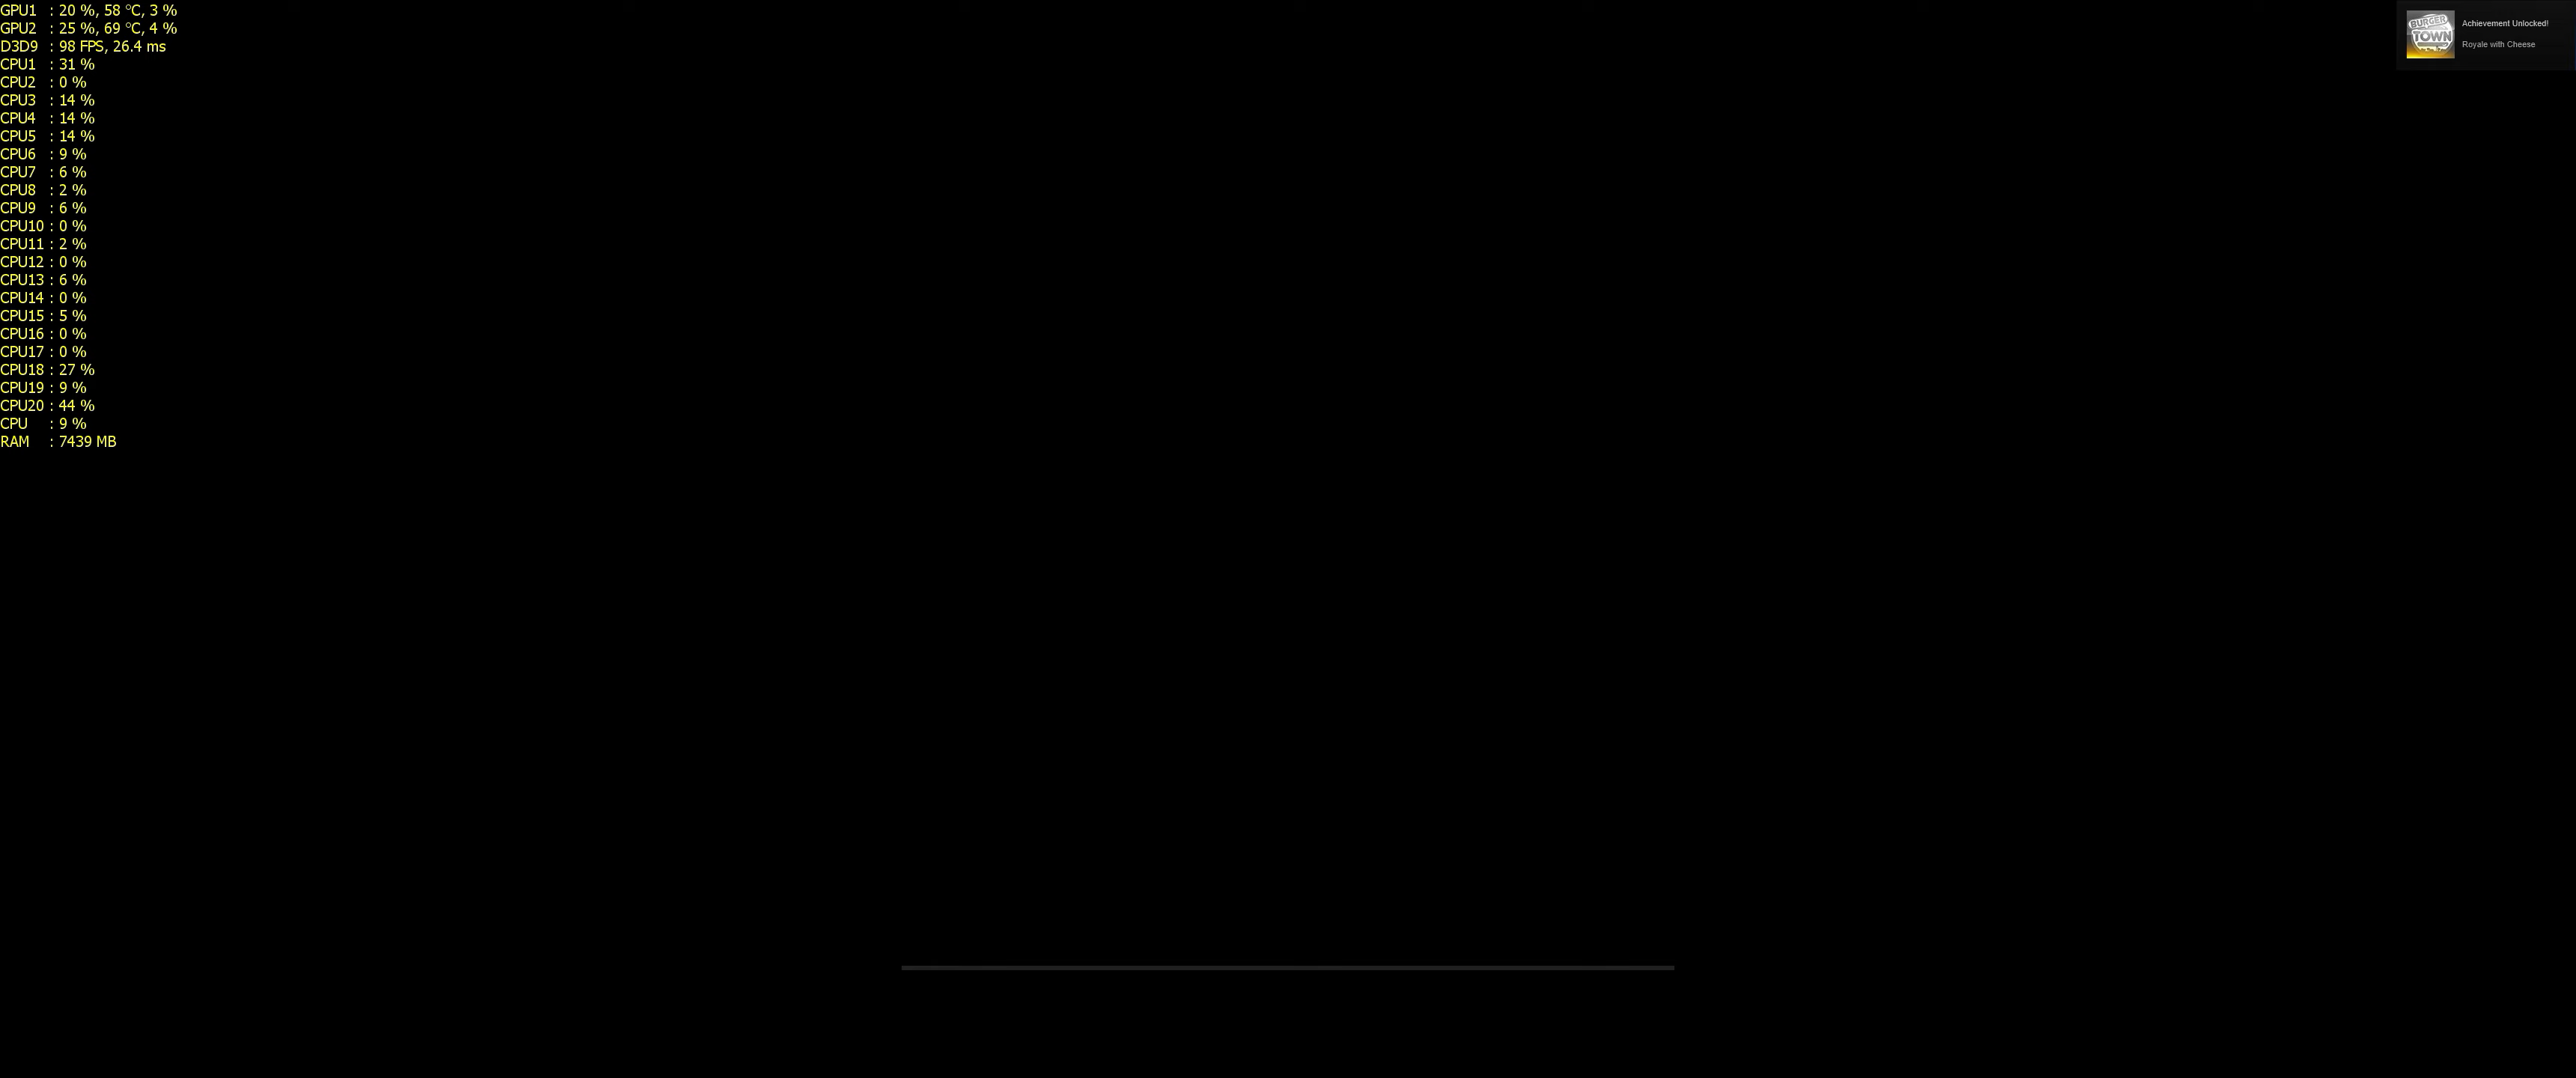 GPU1 : 20 %, 58 °C, 3 %
GPU2 : 25 %, 69 °C, 4 %
D3D9 : 98 FPS, 26.4 ms
CPU1 : 31 %
CPU2 : 0 %
CPU3 : 14 %
CPU4 : 14 %
CPU5 : 14 %
CPU6 : 9 %
CPU7 : 6 %
CPU8 : 2 %
CPU9 : 6 %
CPU10 : 0 %
CPU11 : 2 %
CPU12 : 0 %
CPU13 : 6 %
CPU14 : 0 %
CPU15 : 5 %
CPU16 : 0 %
CPU17 : 0 %
CPU18 : 27 %
CPU19 : 9 %
CPU20 : 44 %
CPU : 9 %
RAM : 7439 MB
BURGER
TOWN
Achievement Unlocked!
Royale with Cheese